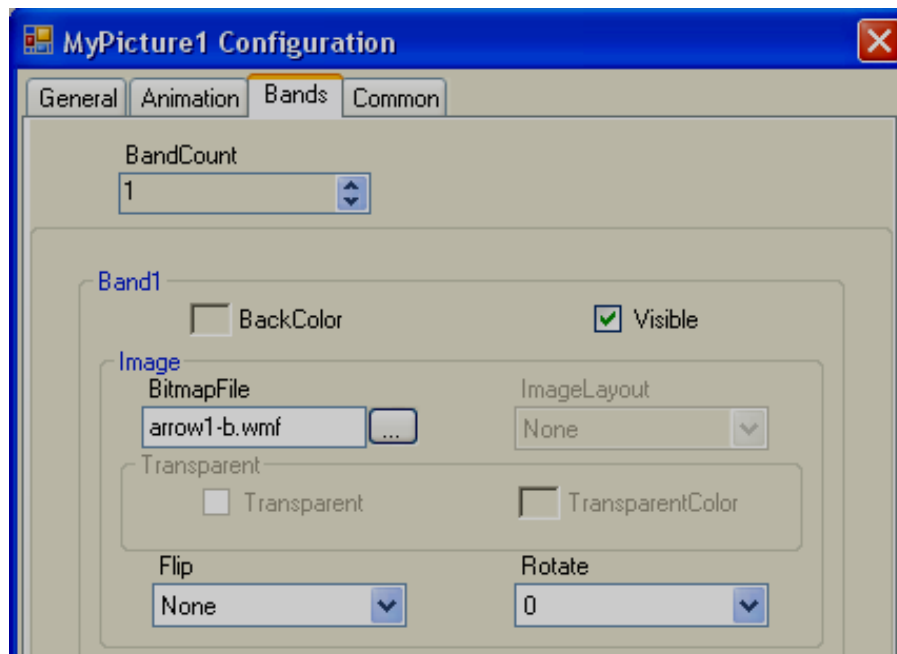 MyPicture1 Configuration
General Animation Bands Common
BandCount
1
Band1
BackColor Visible
Image
BitmapFile ImageLayout
arrow1-b.wmf ... None
Transparent
Transparent TransparentColor
Flip Rotate
None 0